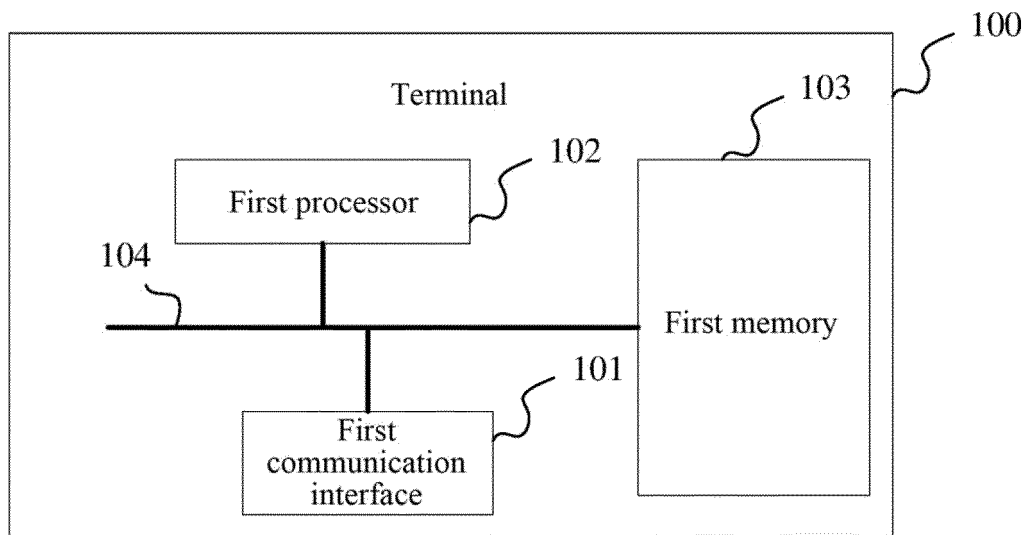 100
Terminal
103
102
First processor
104
First memory
101
First
communication
interface